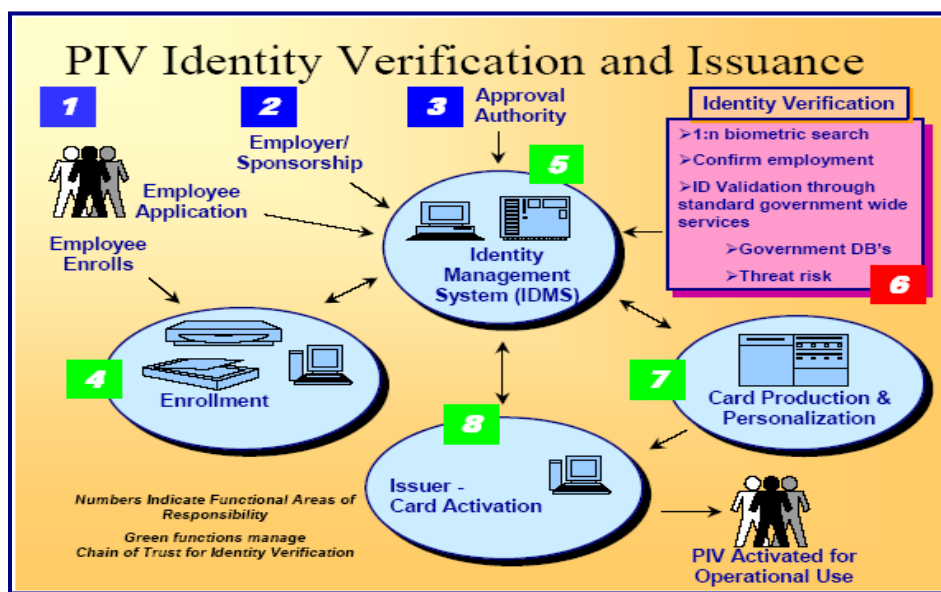 PIV Identity Verification and Issuance
1
2
3
Approval
Authority
Employer/
Sponsorship
Employee
Application
Employee
Enrolls
Identity Verification
➢1:n biometric search
➢Confirm employment
➢ID Validation through
standard government wide
services
➢Government DB's
➢Threat risk
6
5
Identity
Management
System (IDMS)
4
Enrollment
7
Card Production &
Personalization
8
Issuer -
Card Activation
Numbers Indicate Functional Areas of
Responsibility
Green functions manage
Chain of Trust for Identity Verification
PIV Activated for
Operational Use